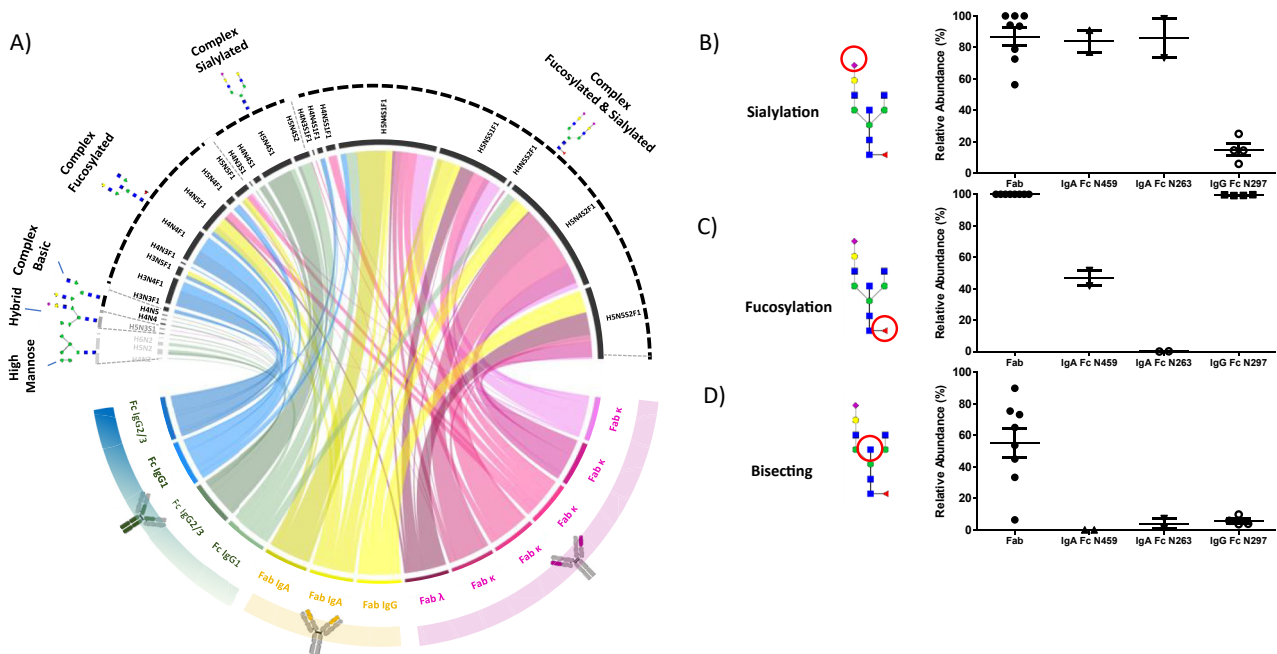 A)
High
Mannose
Hybrid
Complex
Basic
Complex
Fucosylated
Complex
Sialylated
Complex
Fucosylated & Sialylated
H5N2
H6N2
H5N3S1
H4N4
H4N5
H3N3F1
H3N4F1
H3N5F1
H4N3F1
H4N4F1
H4N5F1
H5N4F1
H5N5F1
H4N3S1
H4N4S1
H5N4S1
H5N4S2
H4N3S1F1
H4N4S1F1
H4N5S1F1
H5N4S1F1
H5N5S1F1
H4N5S2F1
H5N4S2F1
H5N5S2F1
Fc IgG2/3
Fc IgG1
Fc IgG2/3
Fc IgG1
Fab IgA
Fab IgA
Fab IgG
Fab λ
Fab κ
Fab κ
Fab κ
Fab κ
Fab κ
B)
Sialylation
Relative Abundance (%)
100
80
60
40
20
0
Fab IgA Fc N459 IgA Fc N263 IgG Fc N297
C)
Fucosylation
Relative Abundance (%)
100
80
60
40
20
0
Fab IgA Fc N459 IgA Fc N263 IgG Fc N297
D)
Bisecting
Relative Abundance (%)
100
80
60
40
20
0
Fab IgA Fc N459 IgA Fc N263 IgG Fc N297